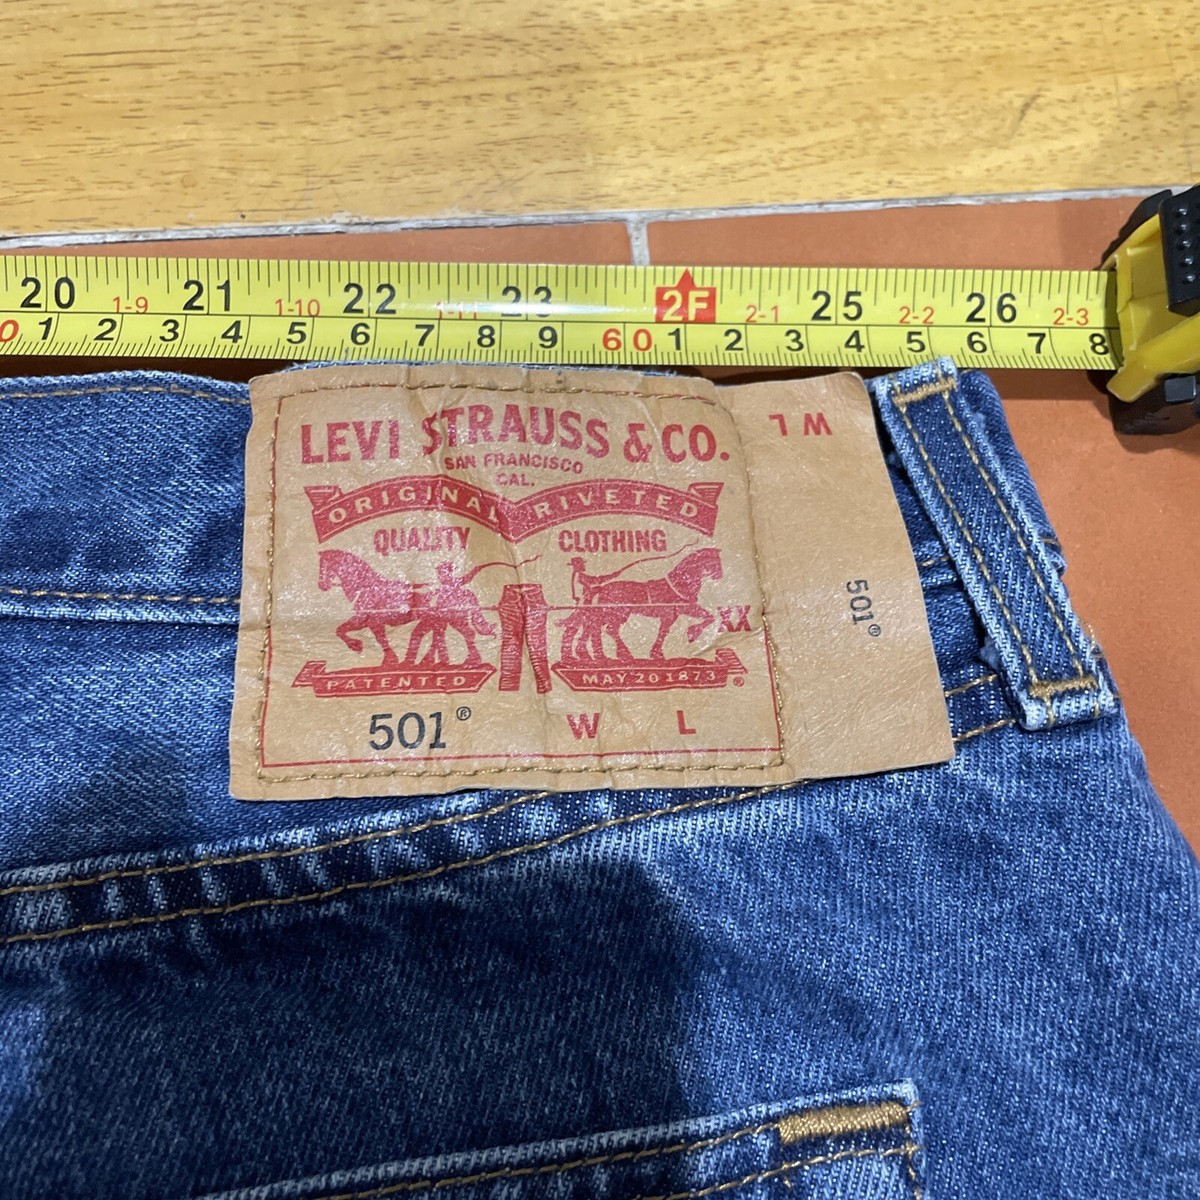 20 1-9 21 1-10 22 1-11 23 2F 2-1 25 2-2 26 2-3
0 1 2 3 4 5 6 7 8 9 60 1 2 3 4 5 6 7 8
LEVI STRAUSS & CO.
SAN FRANCISCO
CAL.
ORIGINAL RIVETED
QUALITY CLOTHING
XX
PATENTED MAY 20 1873 ®
501® W L
W L
501®